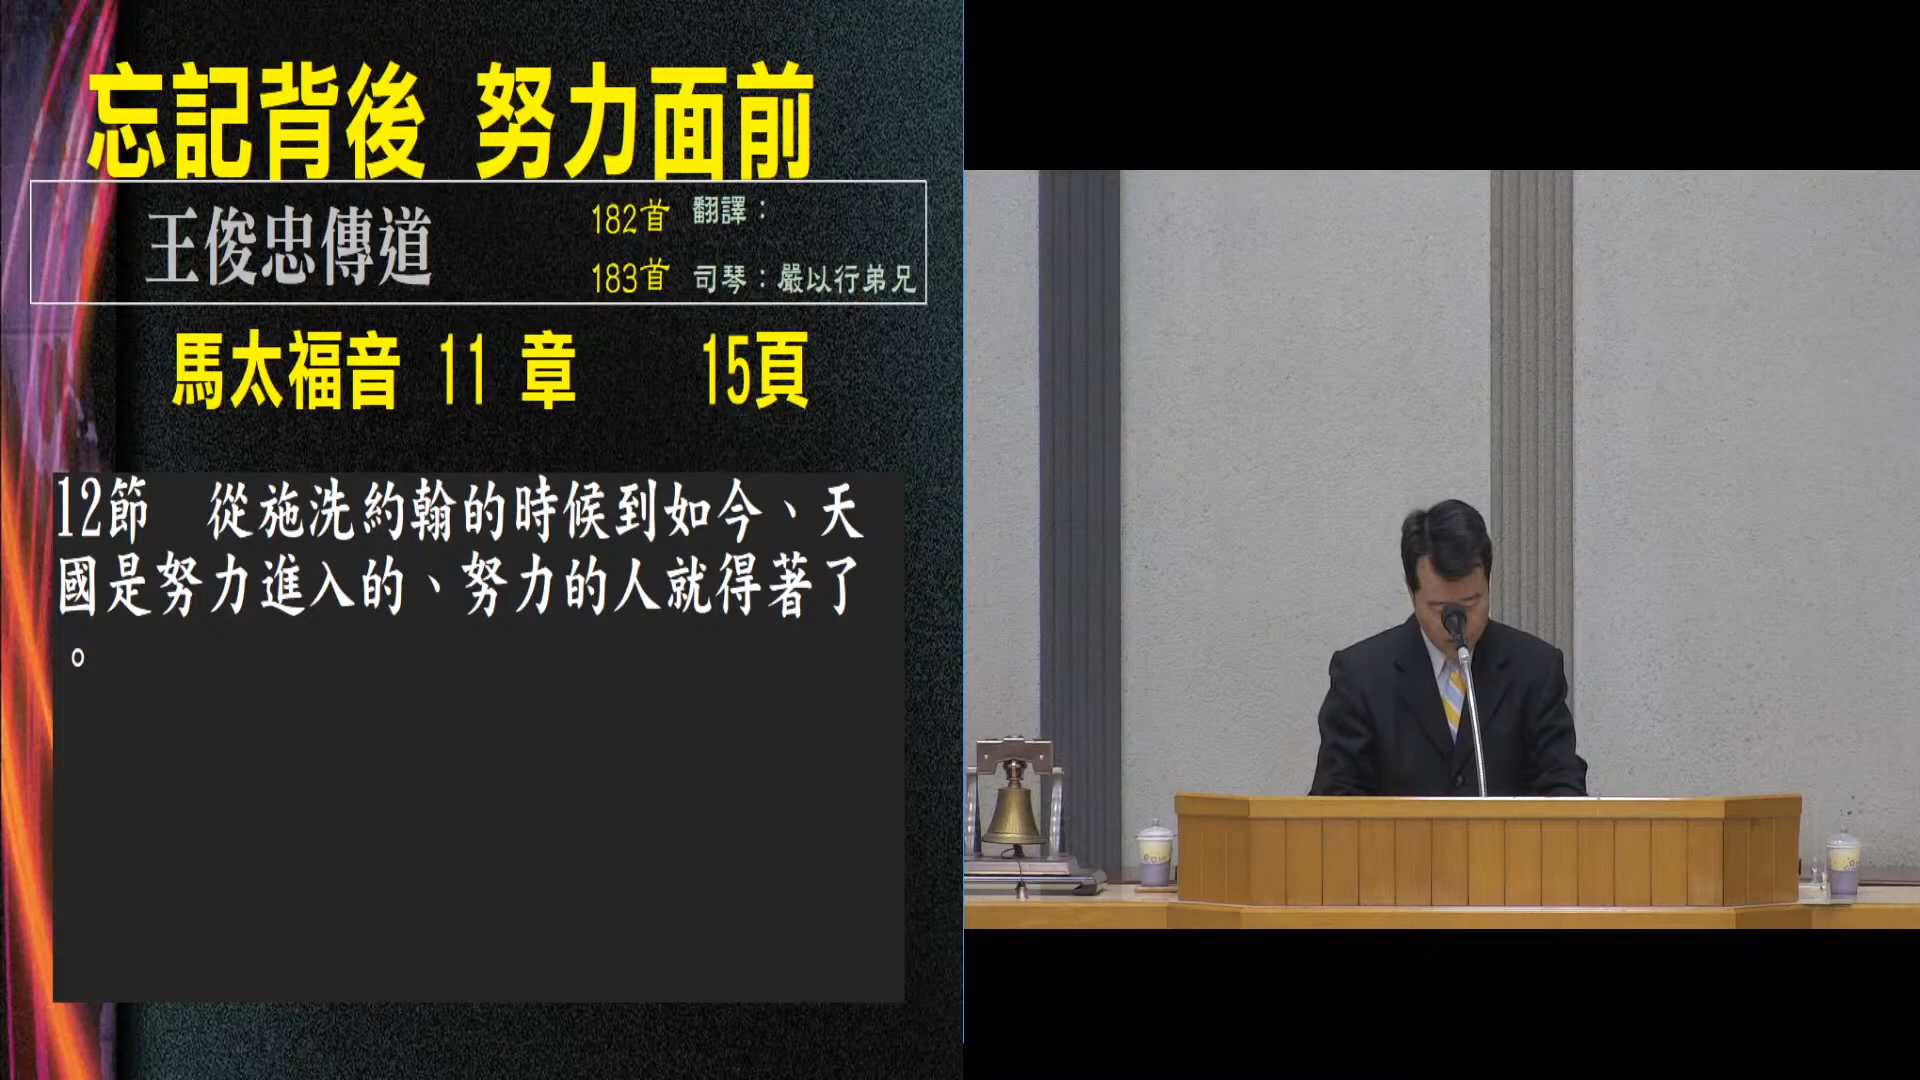 忘記背後 努力面前
王俊忠傳道
182首 翻譯：
183首 司琴：嚴以行弟兄
馬太福音 11 章 15頁
12節 從施洗約翰的時候到如今、天
國是努力進入的、努力的人就得著了
。